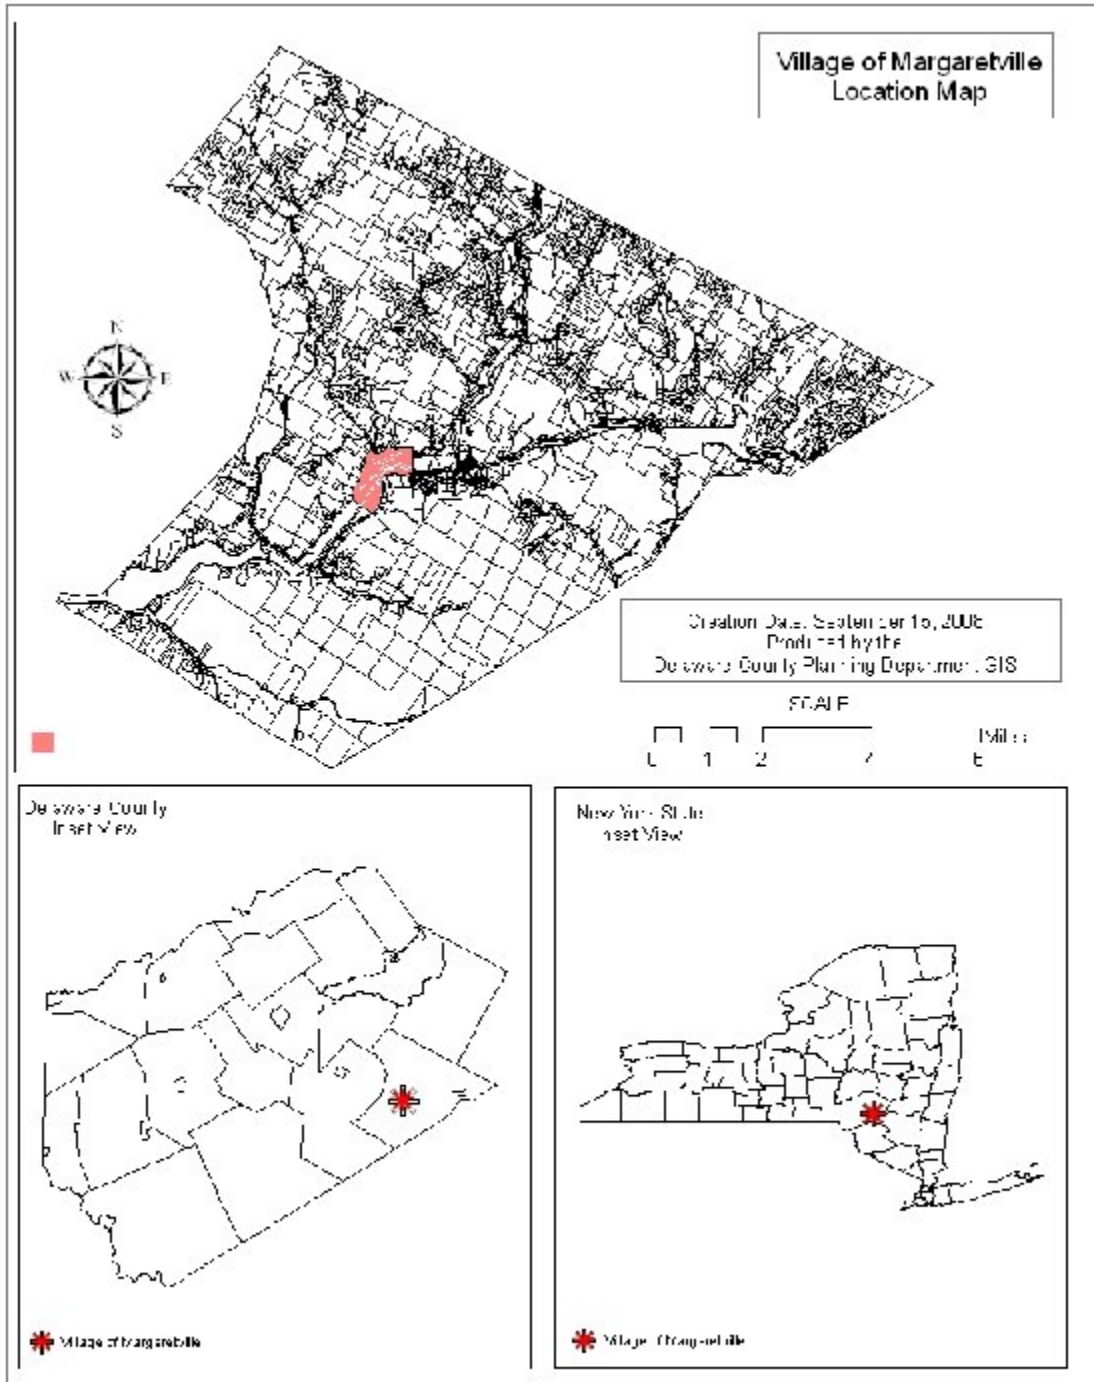 Village of Margaretville
Location Map
N
W E
S
Creation Date: September 15,
Produced by the
Delaware County Planning Department GIS
SCALE
Miles
0 1 2 4 6
Delaware County
Inset View
New York State
Inset View
Village of Margaretville
Village of Margaretville